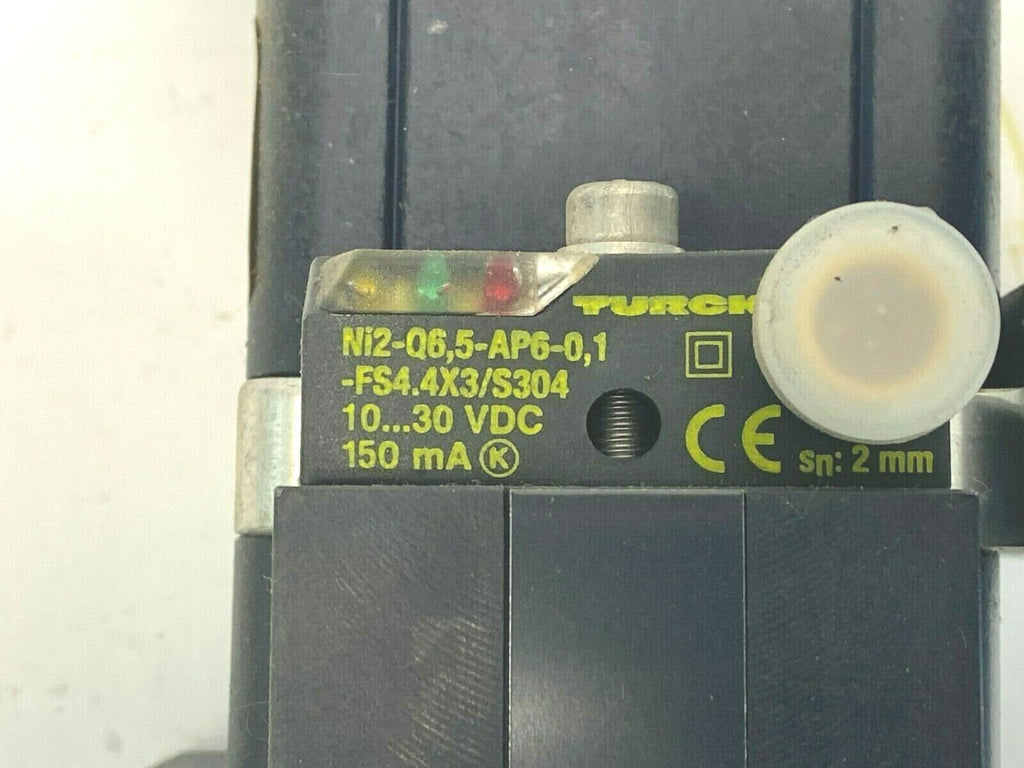 TURCK
Ni2-Q6,5-AP6-0,1
-FS4.4X3/S304
10...30 VDC
150 mA K
CE sn: 2 mm